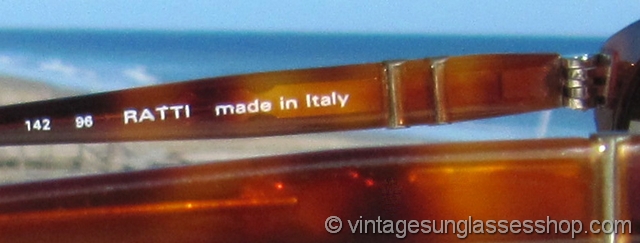 142 96 RATTI made in Italy
© vintagesunglassesshop.com